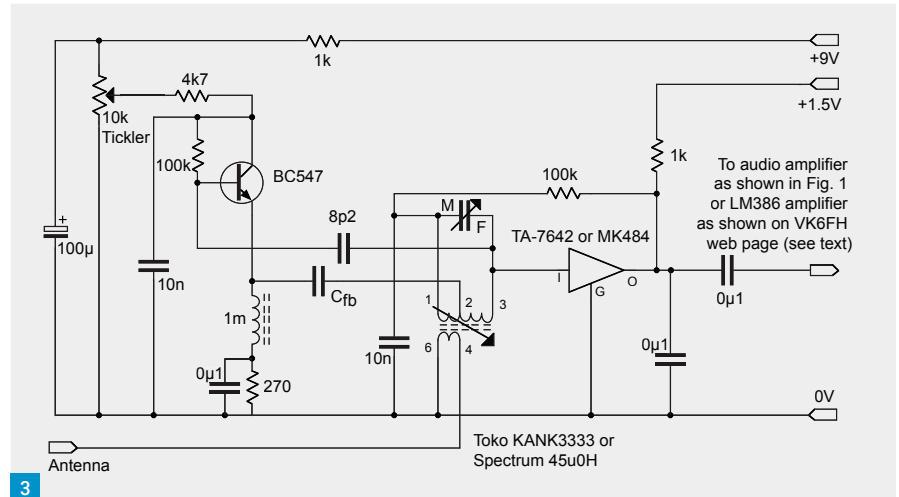 1k
+9V
4k7
+1.5V
10k
Tickler
100k
BC547
100k
1k
To audio amplifier
as shown in Fig. 1
or LM386 amplifier
as shown on VK6FH
web page (see text)
M
F
8p2
TA-7642 or MK484
+
100µ
10n
Cfb
I
O
G
0µ1
1
2
3
1m
6
4
10n
0µ1
0µ1
270
0V
Toko KANK3333 or
Spectrum 45u0H
Antenna
3